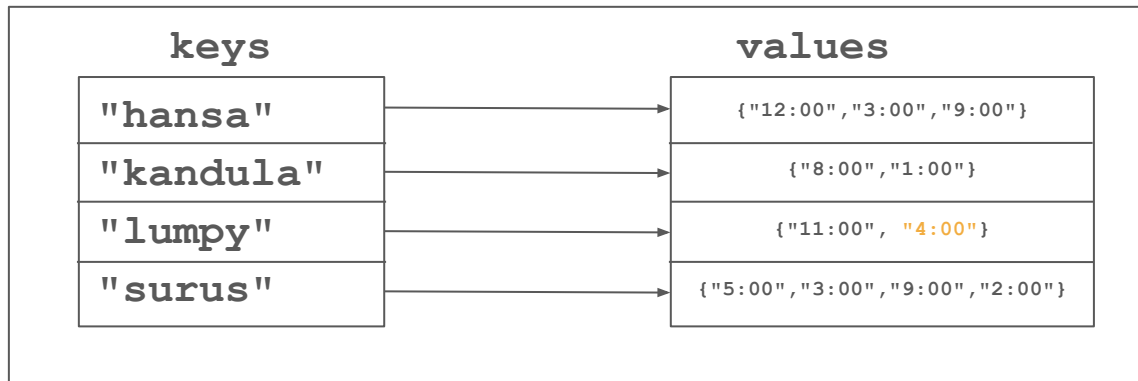 keys values
"hansa" {"12:00","3:00","9:00"}
"kandula" {"8:00","1:00"}
"lumpy" {"11:00", "4:00"}
"surus" {"5:00","3:00","9:00","2:00"}